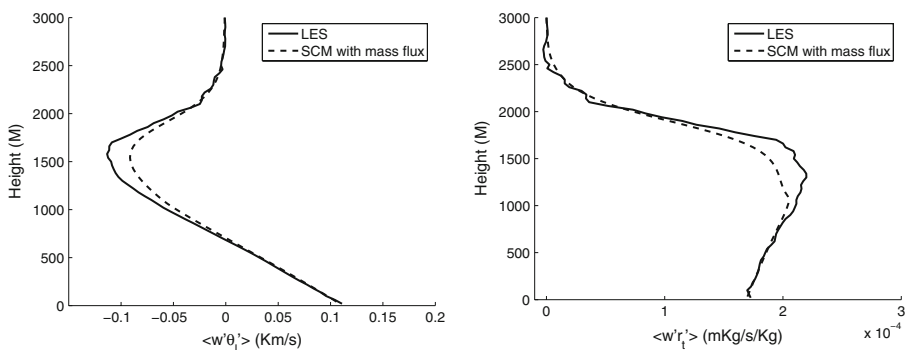 3000
2500
2000
1500
1000
500
0
Height (M)
LES
SCM with mass flux
−0.15 −0.1 −0.05 0 0.05 0.1 0.15 0.2
<w'θl'> (Km/s)
3000
2500
2000
1500
1000
500
0
Height (M)
LES
SCM with mass flux
0 1 2 3
x 10⁻⁴
<w'rt'> (mKg/s/Kg)